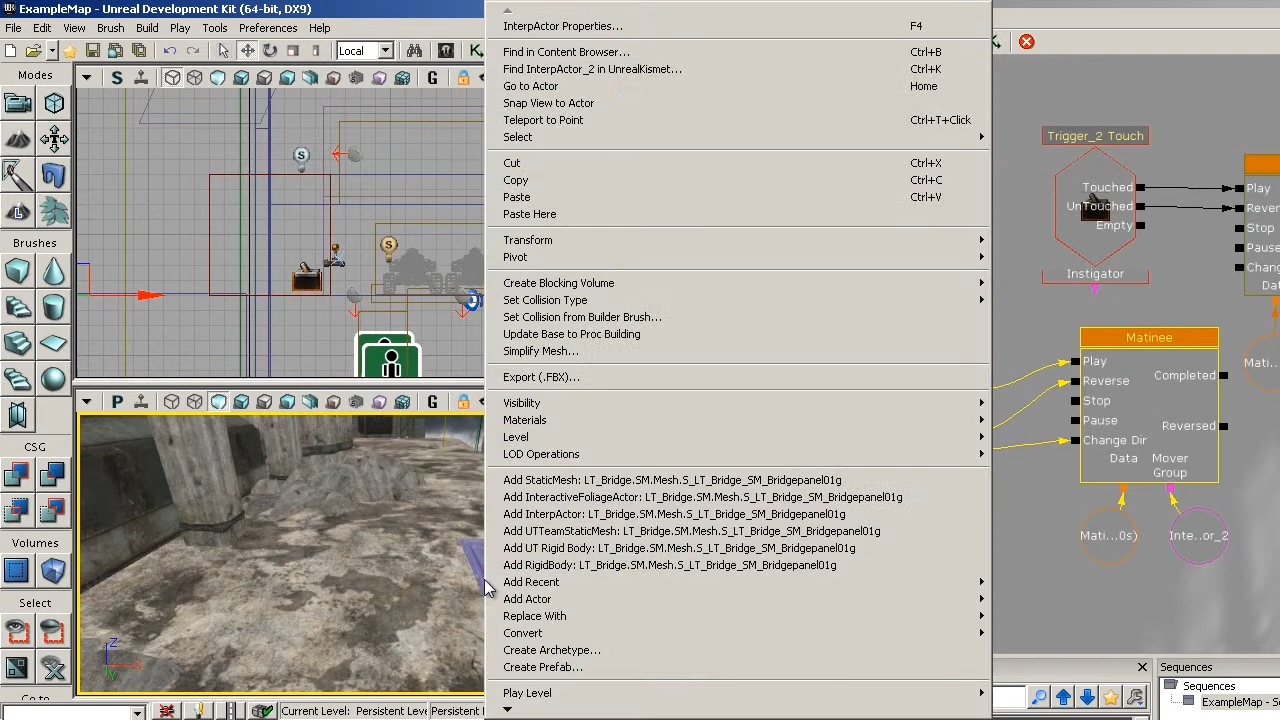 ExampleMap - Unreal Development Kit (64-bit, DX9)
File Edit View Brush Build Play Tools Preferences Help
Local
Modes
Brushes
CSG
Volumes
Select
InterpActor Properties... F4
Find in Content Browser... Ctrl+B
Find InterpActor_2 in UnrealKismet... Ctrl+K
Go to Actor Home
Snap View to Actor
Teleport to Point Ctrl+T+Click
Select
Cut Ctrl+X
Copy Ctrl+C
Paste Ctrl+V
Paste Here
Transform
Pivot
Create Blocking Volume
Set Collision Type
Set Collision from Builder Brush...
Update Base to Proc Building
Simplify Mesh...
Export (.FBX)...
Visibility
Materials
Level
LOD Operations
Add StaticMesh: LT_Bridge.SM.Mesh.S_LT_Bridge_SM_Bridgepanel01g
Add InteractiveFoliageActor: LT_Bridge.SM.Mesh.S_LT_Bridge_SM_Bridgepanel01g
Add InterpActor: LT_Bridge.SM.Mesh.S_LT_Bridge_SM_Bridgepanel01g
Add UTTeamStaticMesh: LT_Bridge.SM.Mesh.S_LT_Bridge_SM_Bridgepanel01g
Add UT Rigid Body: LT_Bridge.SM.Mesh.S_LT_Bridge_SM_Bridgepanel01g
Add RigidBody: LT_Bridge.SM.Mesh.S_LT_Bridge_SM_Bridgepanel01g
Add Recent
Add Actor
Replace With
Convert
Create Archetype...
Create Prefab...
Play Level
Trigger_2 Touch
Touched
UnTouched
Empty
Instigator
Play
Rever
Stop
Pause
Chang
Da
Mati..
Matinee
Play
Reverse
Stop
Pause
Change Dir
Completed
Reversed
Data Mover
Group
Mati...0s)
Inte...or_2
Sequences
Sequences
ExampleMap - S
S
G
P
G
S
S
Z
X
Y
Current Level: Persistent Lev
Persistent